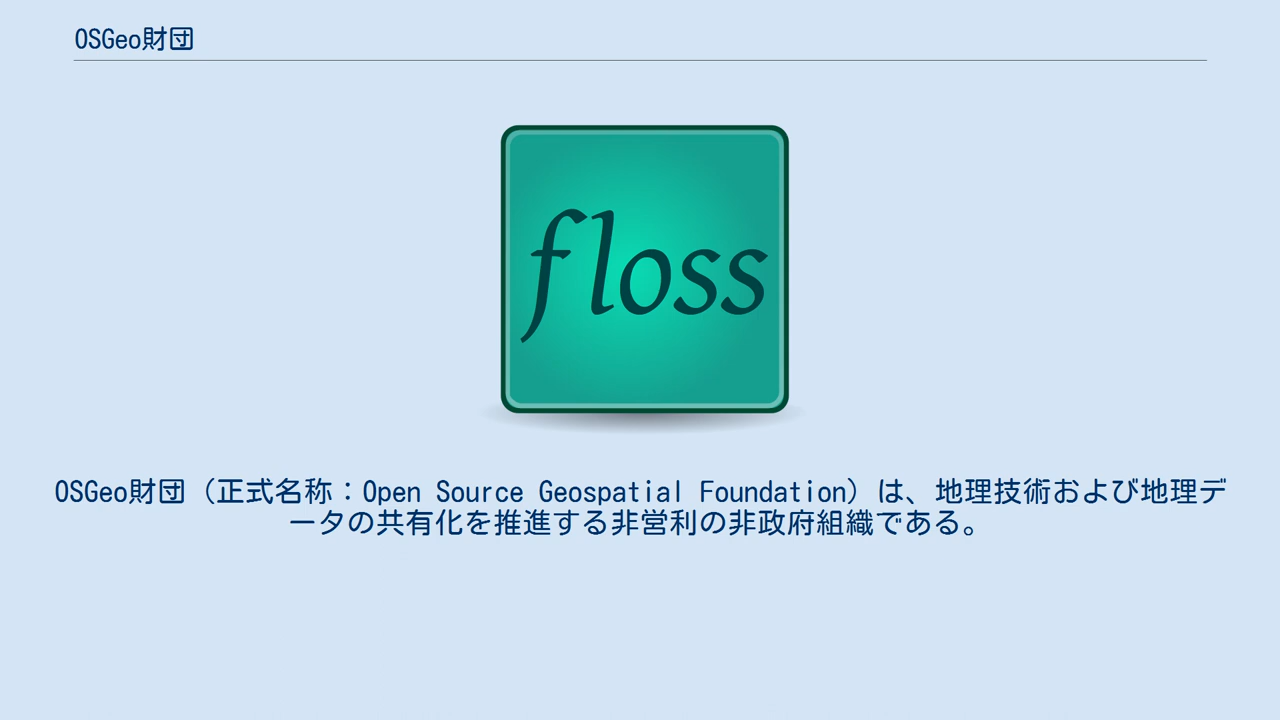 OSGeo財団
floss
OSGeo財団（正式名称：Open Source Geospatial Foundation）は、地理技術および地理デ
ータの共有化を推進する非営利の非政府組織である。